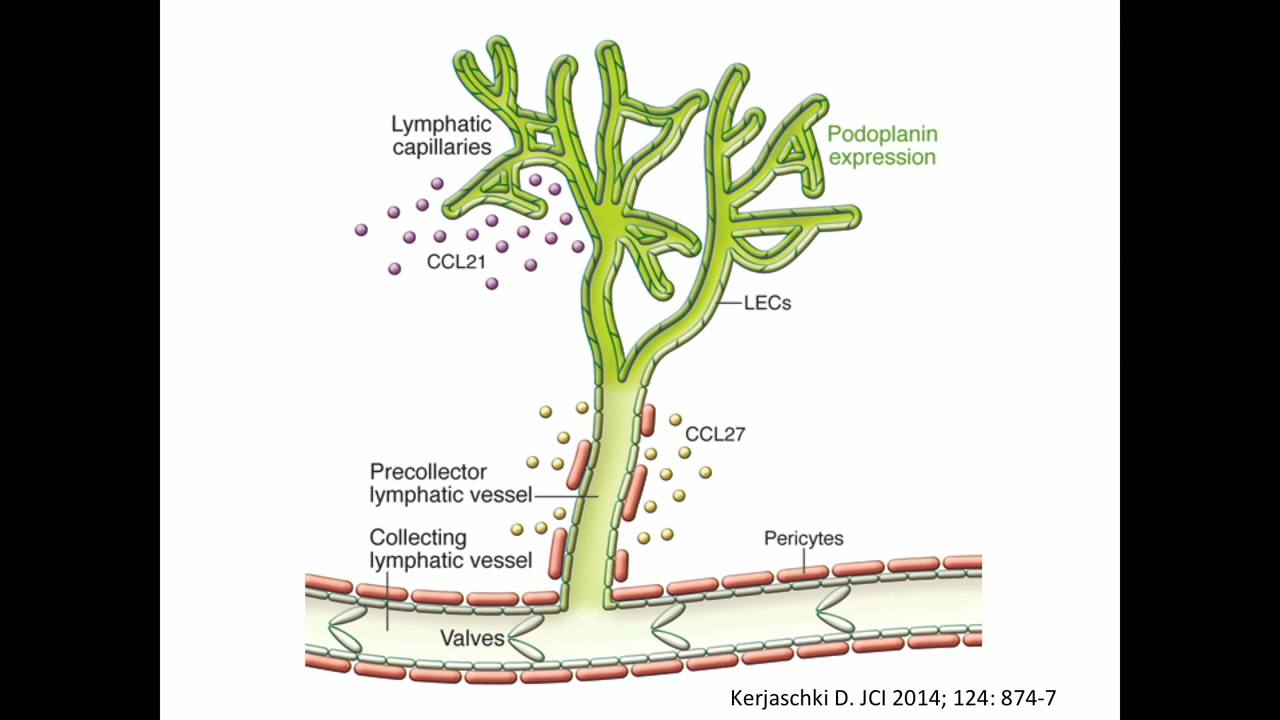 Lymphatic
capillaries
Podoplanin
expression
CCL21
LECs
CCL27
Precollector
lymphatic vessel
Collecting
lymphatic vessel
Pericytes
Valves
Kerjaschki D. JCI 2014; 124: 874-7